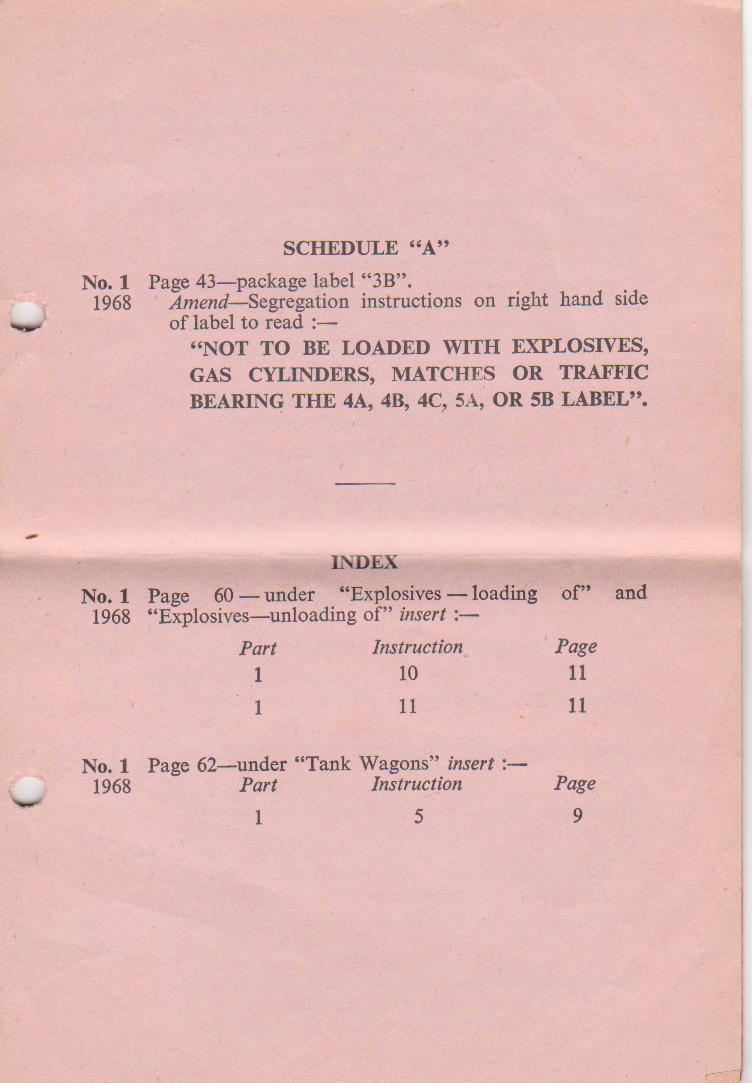 SCHEDULE “A”
No. 1 Page 43—package label “3B”.
1968 Amend—Segregation instructions on right hand side
of label to read :—
“NOT TO BE LOADED WITH EXPLOSIVES,
GAS CYLINDERS, MATCHES OR TRAFFIC
BEARING THE 4A, 4B, 4C, 5A, OR 5B LABEL”.
INDEX
No. 1 Page 60 — under “Explosives — loading of” and
1968 “Explosives—unloading of” insert :—
Part Instruction Page
1 10 11
1 11 11
No. 1 Page 62—under “Tank Wagons” insert :—
1968 Part Instruction Page
1 5 9